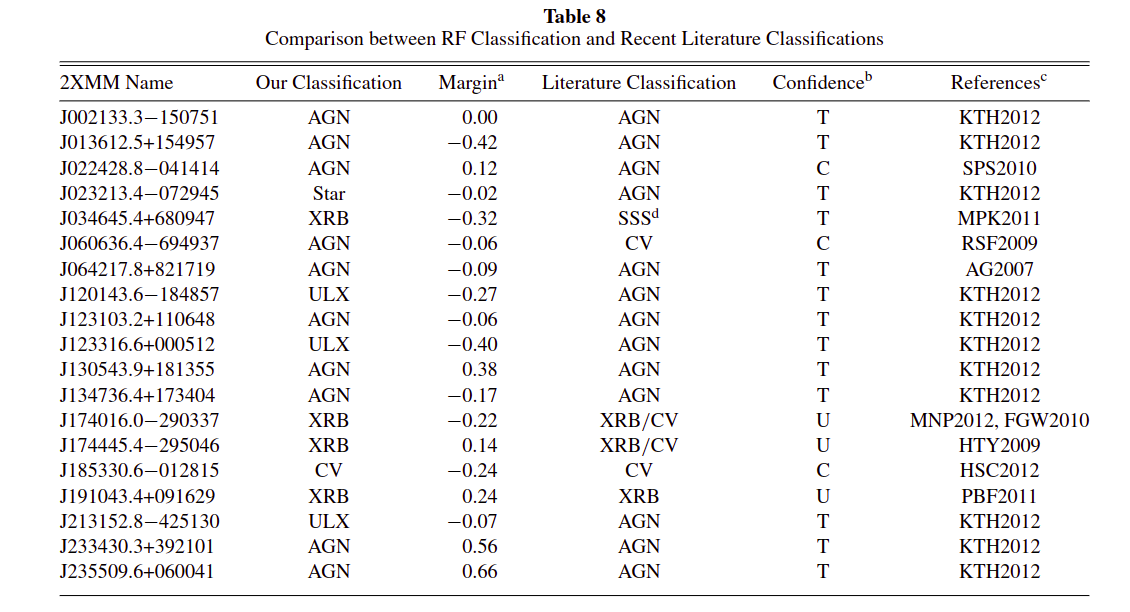 Table 8
Comparison between RF Classification and Recent Literature Classifications
2XMM Name Our Classification Margin^a Literature Classification Confidence^b References^c
J002133.3−150751 AGN 0.00 AGN T KTH2012
J013612.5+154957 AGN −0.42 AGN T KTH2012
J022428.8−041414 AGN 0.12 AGN C SPS2010
J023213.4−072945 Star −0.02 AGN T KTH2012
J034645.4+680947 XRB −0.32 SSS^d T MPK2011
J060636.4−694937 AGN −0.06 CV C RSF2009
J064217.8+821719 AGN −0.09 AGN T AG2007
J120143.6−184857 ULX −0.27 AGN T KTH2012
J123103.2+110648 AGN −0.06 AGN T KTH2012
J123316.6+000512 ULX −0.40 AGN T KTH2012
J130543.9+181355 AGN 0.38 AGN T KTH2012
J134736.4+173404 AGN −0.17 AGN T KTH2012
J174016.0−290337 XRB −0.22 XRB/CV U MNP2012, FGW2010
J174445.4−295046 XRB 0.14 XRB/CV U HTY2009
J185330.6−012815 CV −0.24 CV C HSC2012
J191043.4+091629 XRB 0.24 XRB U PBF2011
J213152.8−425130 ULX −0.07 AGN T KTH2012
J233430.3+392101 AGN 0.56 AGN T KTH2012
J235509.6+060041 AGN 0.66 AGN T KTH2012